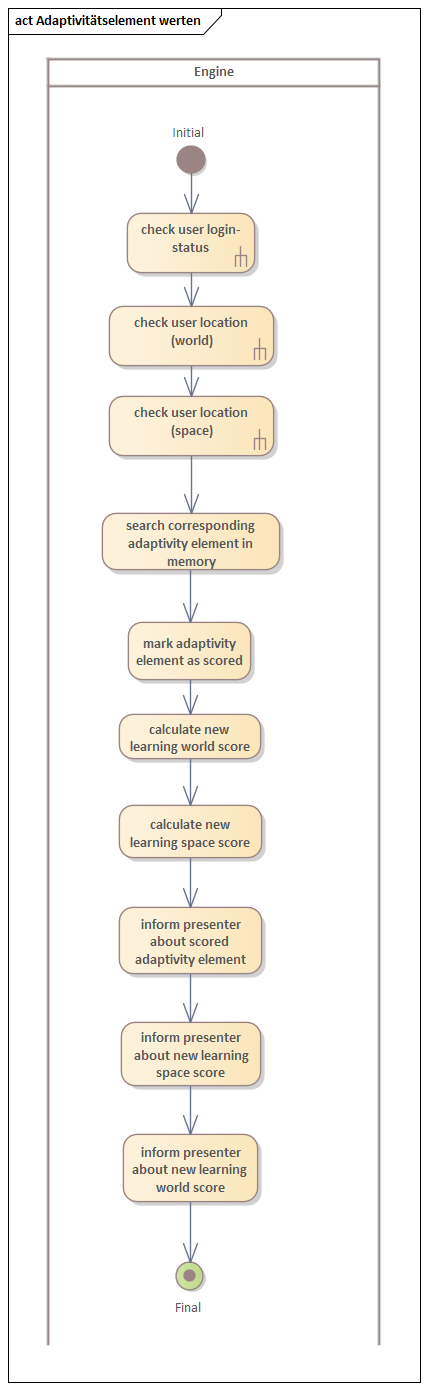 act Adaptivitätselement werten
Engine
Initial
check user login-
status
check user location
(world)
check user location
(space)
search corresponding
adaptivity element in
memory
mark adaptivity
element as scored
calculate new
learning world score
calculate new
learning space score
inform presenter
about scored
adaptivity element
inform presenter
about new learning
space score
inform presenter
about new learning
world score
Final